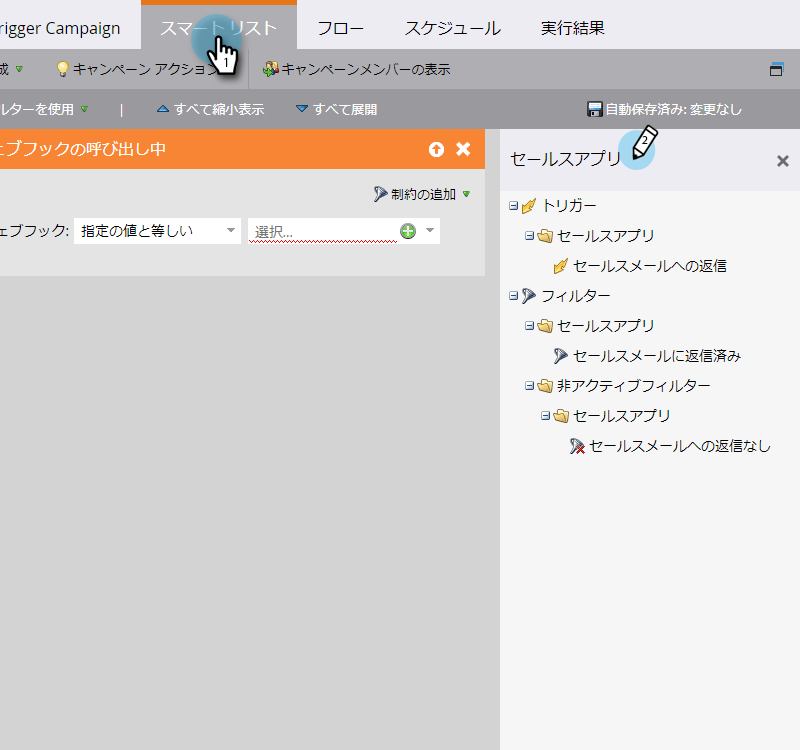 rigger Campaign スマートリスト フロー スケジュール 実行結果
1
成 キャンペーン アクション キャンペーンメンバーの表示
ルターを使用 | すべて縮小表示 すべて展開 自動保存済み: 変更なし
ェブフックの呼び出し中
セールスアプリ
2
制約の追加
ェブフック: 指定の値と等しい 選択...
トリガー
セールスアプリ
セールスメールへの返信
フィルター
セールスアプリ
セールスメールに返信済み
非アクティブフィルター
セールスアプリ
セールスメールへの返信なし